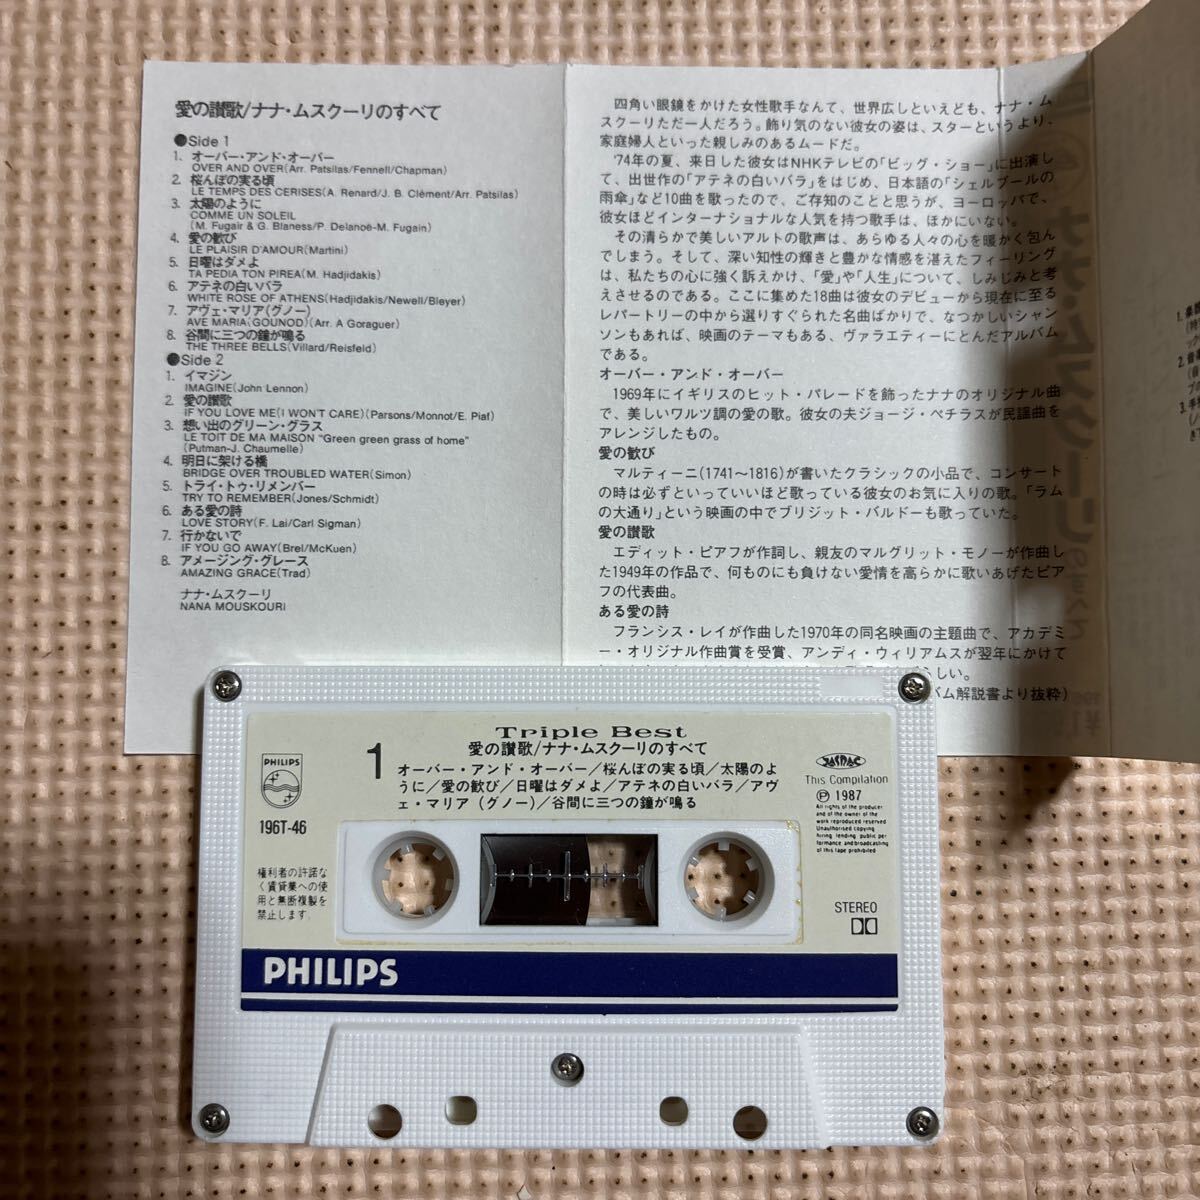 愛の讃歌/ナナ・ムスクーリのすべて
●Side 1
1. オーバー・アンド・オーバー
OVER AND OVER(Arr. Patsilas/Fennell/Chapman)
2. 桜んぼの実る頃
LE TEMPS DES CERISES(A. Renard/J. B. Clément/Arr. Patsilas)
3. 太陽のように
COMME UN SOLEIL
(M. Fugair & G. Blaness/P. Delanoë-M. Fugain)
4. 愛の歓び
LE PLAISIR D'AMOUR(Martini)
5. 日曜はダメよ
TA PEDIA TON PIREA(M. Hadjidakis)
6. アテネの白いバラ
WHITE ROSE OF ATHENS(Hadjidakis/Newell/Bleyer)
7. アヴェ・マリア(グノー)
AVE MARIA(GOUNOD)(Arr. A Goraguer)
8. 谷間に三つの鐘が鳴る
THE THREE BELLS(Villard/Reisfeld)
●Side 2
1. イマジン
IMAGINE(John Lennon)
2. 愛の讃歌
IF YOU LOVE ME(I WON'T CARE)(Parsons/Monnot/E. Piaf)
3. 想い出のグリーン・グラス
LE TOIT DE MA MAISON "Green green grass of home"
(Putman-J. Chaumelle)
4. 明日に架ける橋
BRIDGE OVER TROUBLED WATER(Simon)
5. トライ・トゥ・リメンバー
TRY TO REMEMBER(Jones/Schmidt)
6. ある愛の詩
LOVE STORY(F. Lai/Carl Sigman)
7. 行かないで
IF YOU GO AWAY(Brel/McKuen)
8. アメージング・グレース
AMAZING GRACE(Trad)
ナナ・ムスクーリ
NANA MOUSKOURI
四角い眼鏡をかけた女性歌手なんて、世界広しといえども、ナナ・ム
スクーリただ一人だろう。飾り気のない彼女の姿は、スターというより、
家庭婦人といった親しみのあるムードだ。
'74年の夏、来日した彼女はNHKテレビの「ビッグ・ショー」に出演し
て、出世作の「アテネの白いバラ」をはじめ、日本語の「シェルブールの
雨傘」など10曲を歌ったので、ご存知のことと思うが、ヨーロッパで、
彼女ほどインターナショナルな人気を持つ歌手は、ほかにいない。
その清らかで美しいアルトの歌声は、あらゆる人々の心を暖かく包ん
でしまう。そして、深い知性の輝きと豊かな情感を湛えたフィーリング
は、私たちの心に強く訴えかけ、「愛」や「人生」について、しみじみと考
えさせるのである。ここに集めた18曲は彼女のデビューから現在に至る
レパートリーの中から選りすぐられた名曲ばかりで、なつかしいシャン
ソンもあれば、映画のテーマもある、ヴァラエティーにとんだアルバム
である。
オーバー・アンド・オーバー
1969年にイギリスのヒット・パレードを飾ったナナのオリジナル曲
で、美しいワルツ調の愛の歌。彼女の夫ジョージ・ペチラスが民謡曲を
アレンジしたもの。
愛の歓び
マルティーニ(1741〜1816)が書いたクラシックの小品で、コンサート
の時は必ずといっていいほど歌っている彼女のお気に入りの歌。「ラム
の大通り」という映画の中でブリジット・バルドーも歌っていた。
愛の讃歌
エディット・ピアフが作詞し、親友のマルグリット・モノーが作曲し
た1949年の作品で、何ものにも負けない愛情を高らかに歌いあげたピア
フの代表曲。
ある愛の詩
フランシス・レイが作曲した1970年の同名映画の主題曲で、アカデミ
ー・オリジナル作曲賞を受賞、アンディ・ウィリアムスが翌年にかけて
しい。
バム解説書より抜粋)
Triple Best
愛の讃歌/ナナ・ムスクーリのすべて
1
オーバー・アンド・オーバー/桜んぼの実る頃/太陽のよ
うに/愛の歓び/日曜はダメよ/アテネの白いバラ/アヴ
ェ・マリア (グノー)/谷間に三つの鐘が鳴る
PHILIPS
196T-46
権利者の許諾な
く賃貸業への使
用と無断複製を
禁止します。
JASRAC
This Compilation
Ⓟ 1987
All rights of the producer
and of the owner of the
work reproduced reserved
Unauthorised copying
hiring lending public per
formance and broadcasting
of this tape prohibited
STEREO
PHILIPS